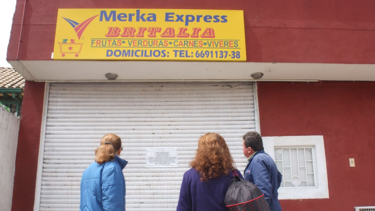 Merka Express
BRITALIA
FRUTAS*VERDURAS*CARNES*VIVERES
DOMICILIOS: TEL: 6691137-38